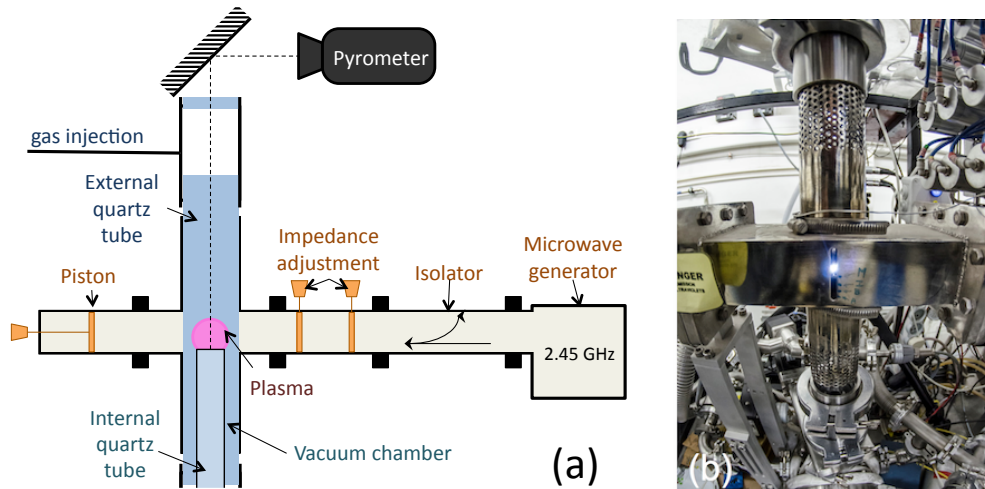 Pyrometer
gas injection
External
quartz
tube
Impedance
adjustment
Microwave
generator
Isolator
Piston
2.45 GHz
Plasma
Internal
quartz
tube
Vacuum chamber
(a)
NGER
(b)